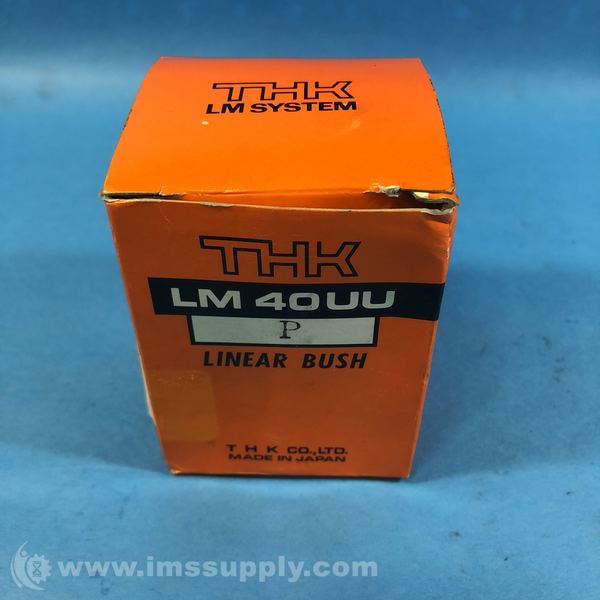 THK
LM SYSTEM
THK
LM 40UU
P
LINEAR BUSH
T H K CO.,LTD.
MADE IN JAPAN
www.imssupply.com